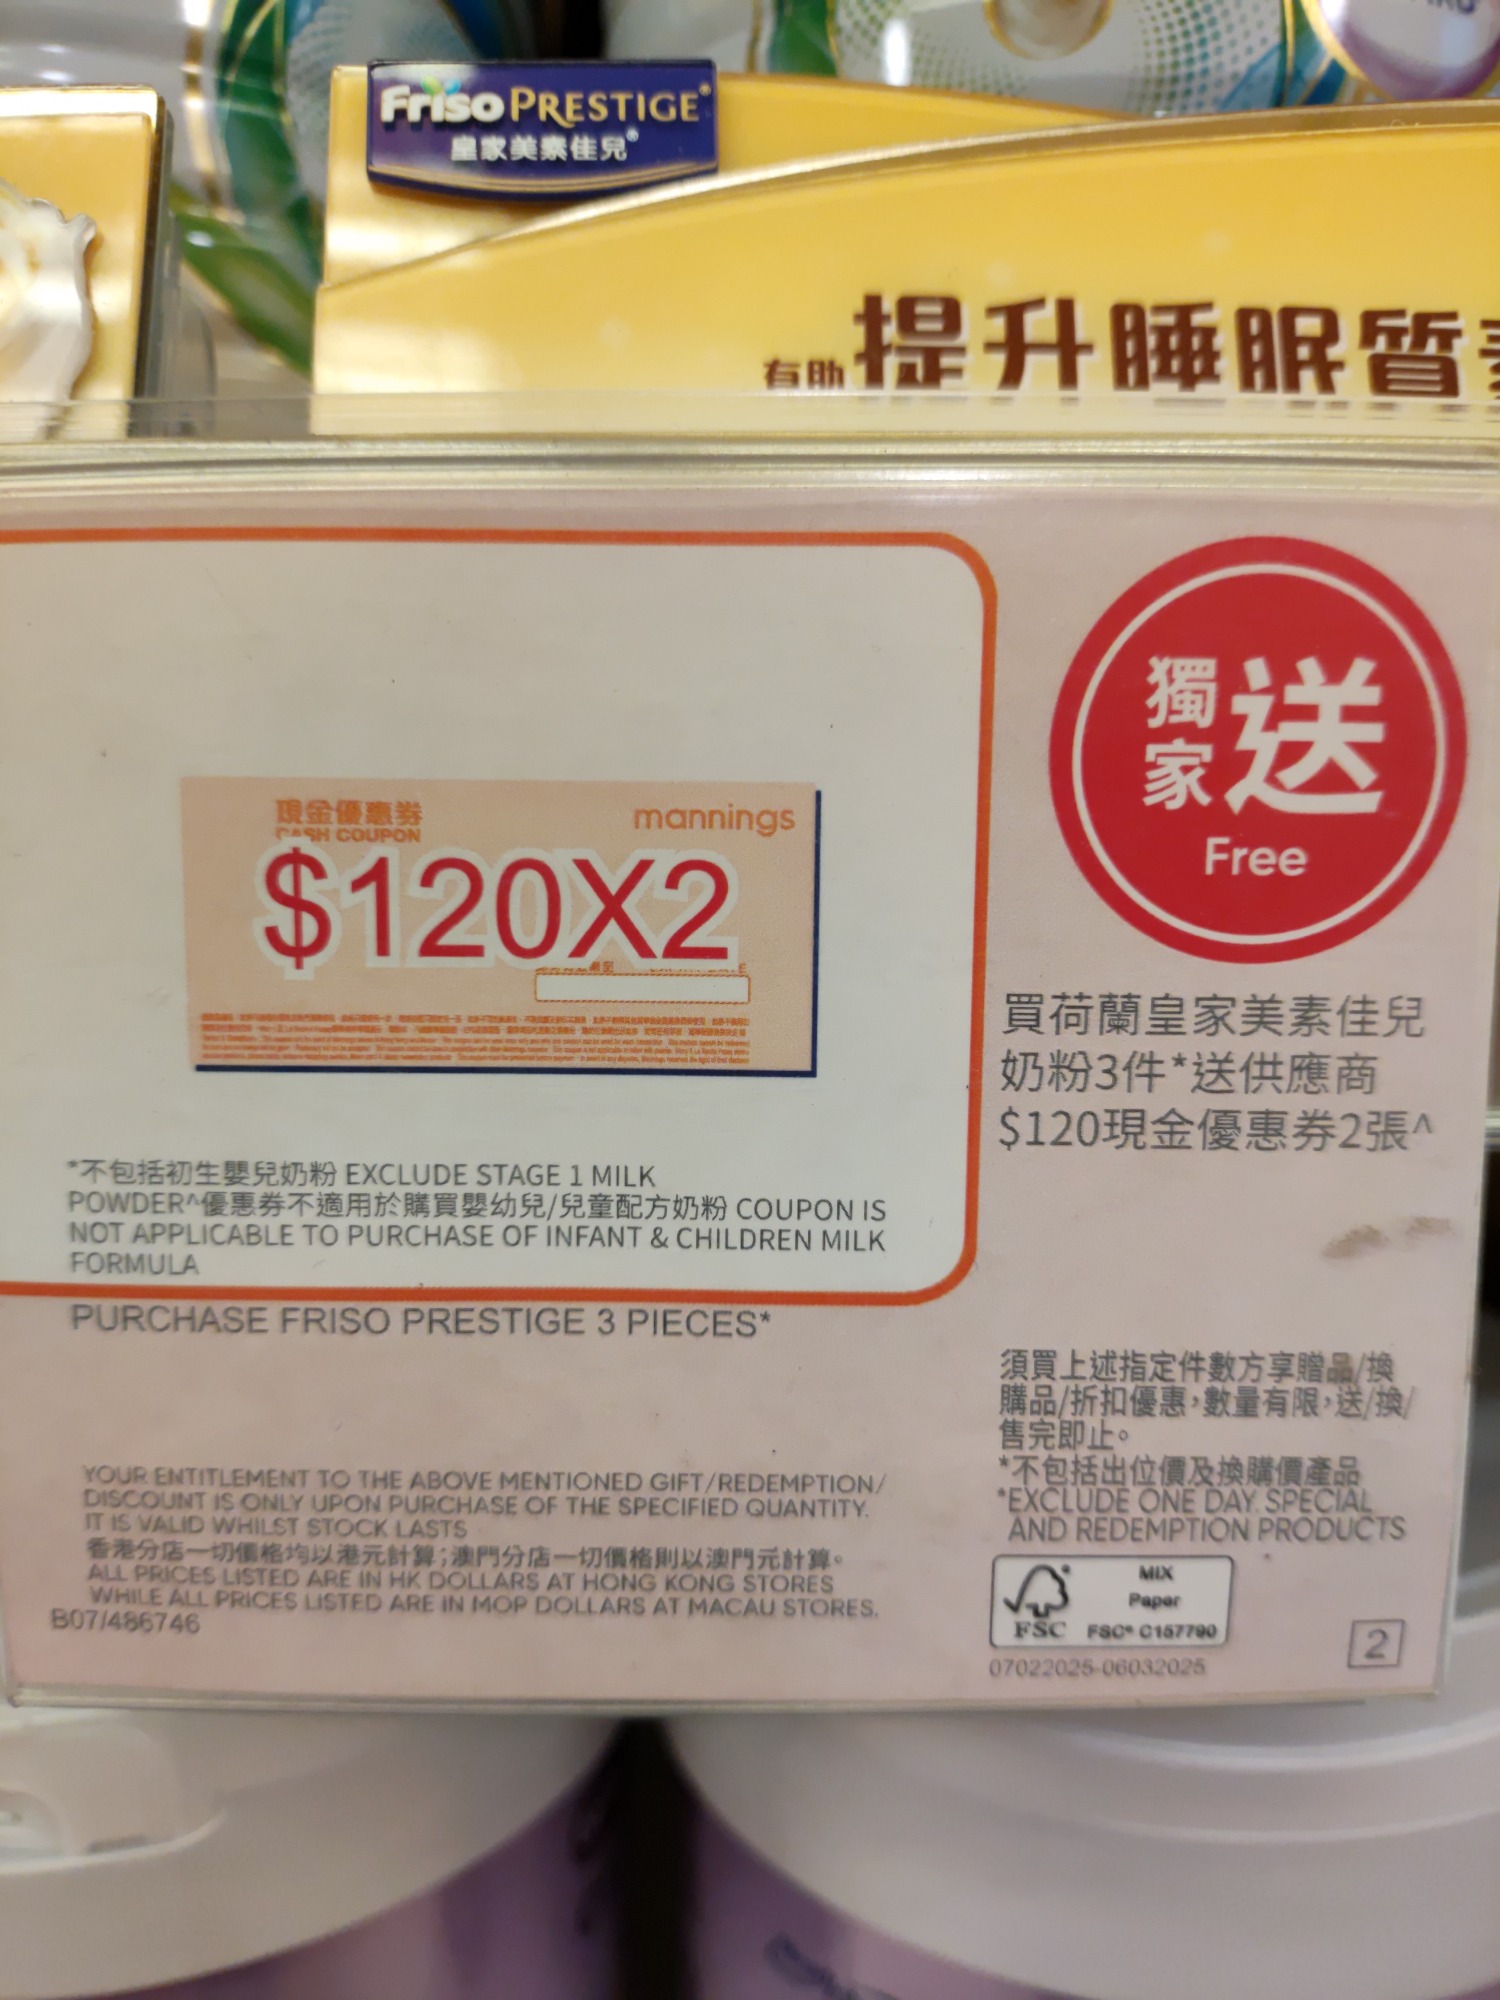 Friso PRESTIGE®
皇家美素佳兒®
有助提升睡眠質
獨家送
Free
現金優惠券
CASH COUPON
mannings
$120X2
買荷蘭皇家美素佳兒
奶粉3件*送供應商
$120現金優惠券2張^
*不包括初生嬰兒奶粉 EXCLUDE STAGE 1 MILK
POWDER^優惠券不適用於購買嬰幼兒/兒童配方奶粉 COUPON IS
NOT APPLICABLE TO PURCHASE OF INFANT & CHILDREN MILK
FORMULA
PURCHASE FRISO PRESTIGE 3 PIECES*
須買上述指定件數方享贈品/換
購品/折扣優惠，數量有限，送/換/
售完即止。
*不包括出位價及換購價產品
*EXCLUDE ONE DAY SPECIAL
AND REDEMPTION PRODUCTS
YOUR ENTITLEMENT TO THE ABOVE MENTIONED GIFT/REDEMPTION/
DISCOUNT IS ONLY UPON PURCHASE OF THE SPECIFIED QUANTITY.
IT IS VALID WHILST STOCK LASTS
香港分店一切價格均以港元計算；澳門分店一切價格則以澳門元計算。
ALL PRICES LISTED ARE IN HK DOLLARS AT HONG KONG STORES
WHILE ALL PRICES LISTED ARE IN MOP DOLLARS AT MACAU STORES.
B07/486746
FSC
MIX
Paper
FSC® C157790
07022025-06032025
2